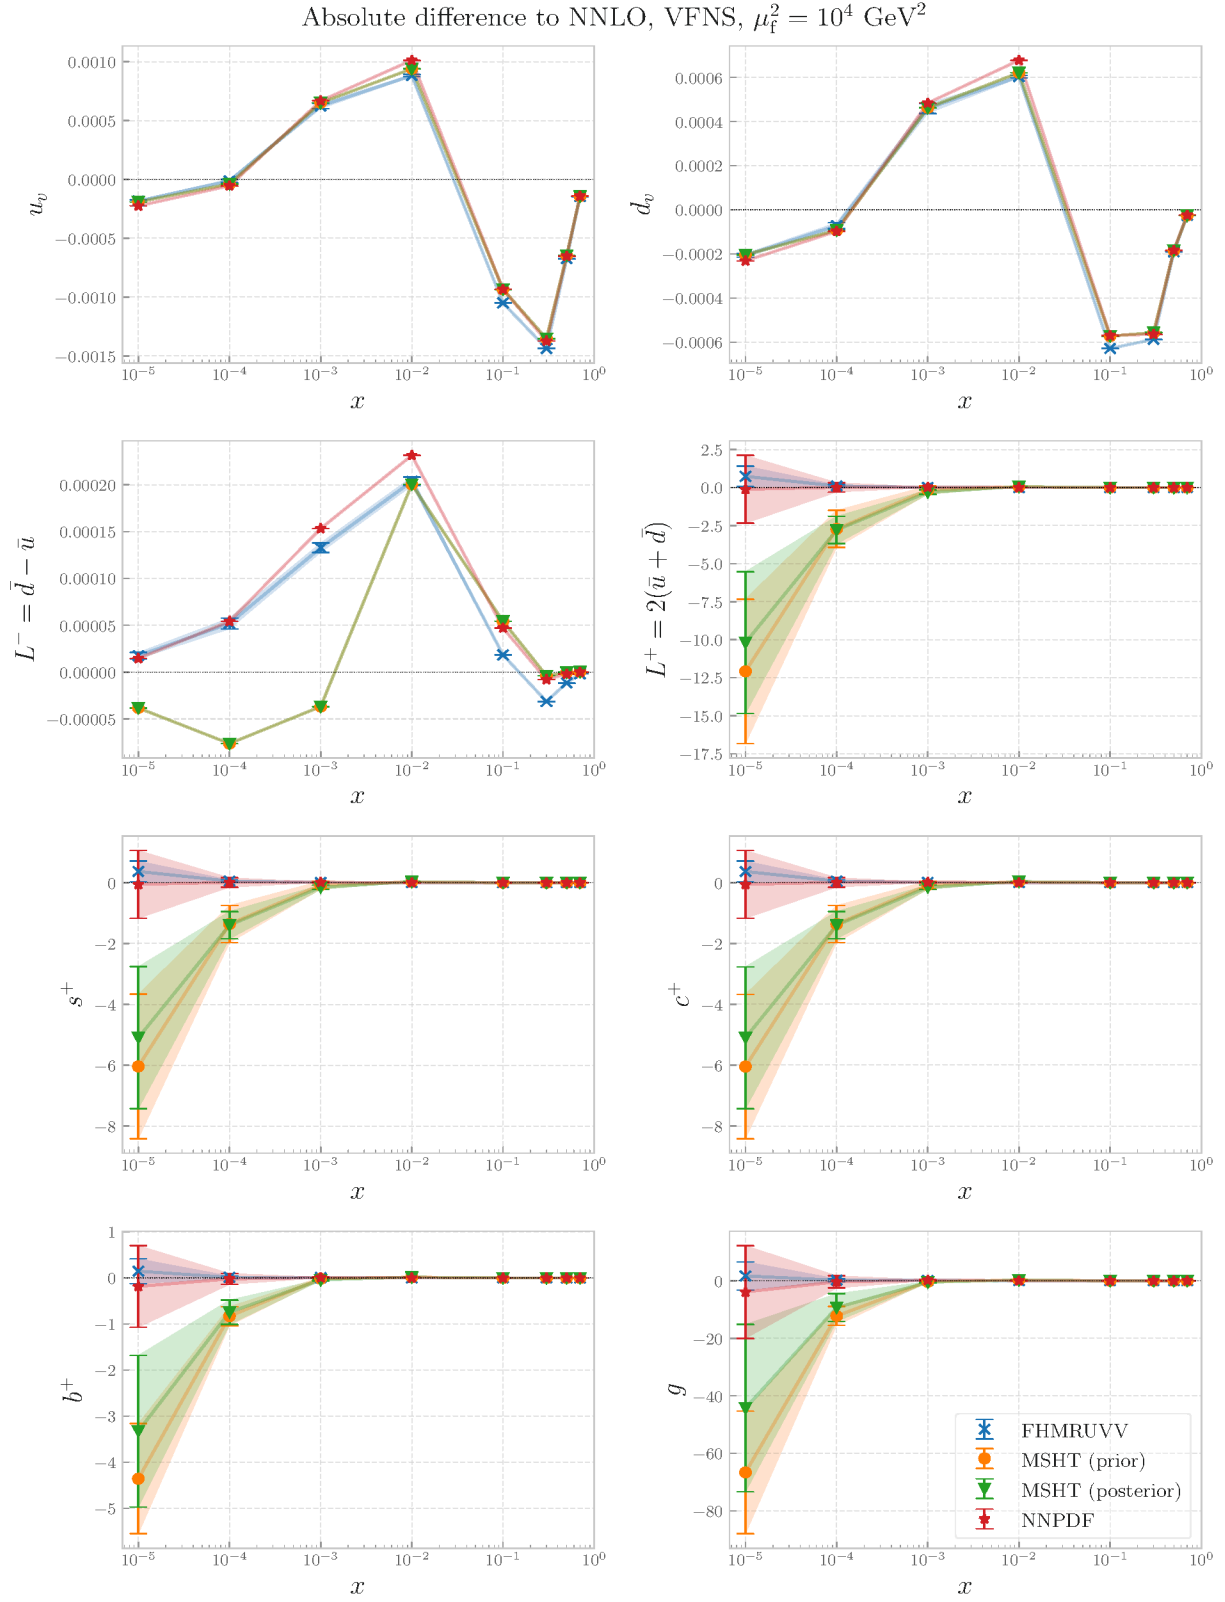 Absolute difference to NNLO, VFNS, μ_f^2 = 10^4 GeV^2
0.0010
0.0005
0.0000
−0.0005
−0.0010
−0.0015
u_v
10^−5 10^−4 10^−3 10^−2 10^−1 10^0
x
0.0006
0.0004
0.0002
0.0000
−0.0002
−0.0004
−0.0006
d_v
10^−5 10^−4 10^−3 10^−2 10^−1 10^0
x
0.00020
0.00015
0.00010
0.00005
0.00000
−0.00005
L^− = d̄ − ū
10^−5 10^−4 10^−3 10^−2 10^−1 10^0
x
2.5
0.0
−2.5
−5.0
−7.5
−10.0
−12.5
−15.0
−17.5
L^+ = 2(ū + d̄)
10^−5 10^−4 10^−3 10^−2 10^−1 10^0
x
0
−2
−4
−6
−8
s^+
10^−5 10^−4 10^−3 10^−2 10^−1 10^0
x
0
−2
−4
−6
−8
c^+
10^−5 10^−4 10^−3 10^−2 10^−1 10^0
x
1
0
−1
−2
−3
−4
−5
b^+
10^−5 10^−4 10^−3 10^−2 10^−1 10^0
x
20
0
−20
−40
−60
−80
g
FHMRUVV
MSHT (prior)
MSHT (posterior)
NNPDF
10^−5 10^−4 10^−3 10^−2 10^−1 10^0
x